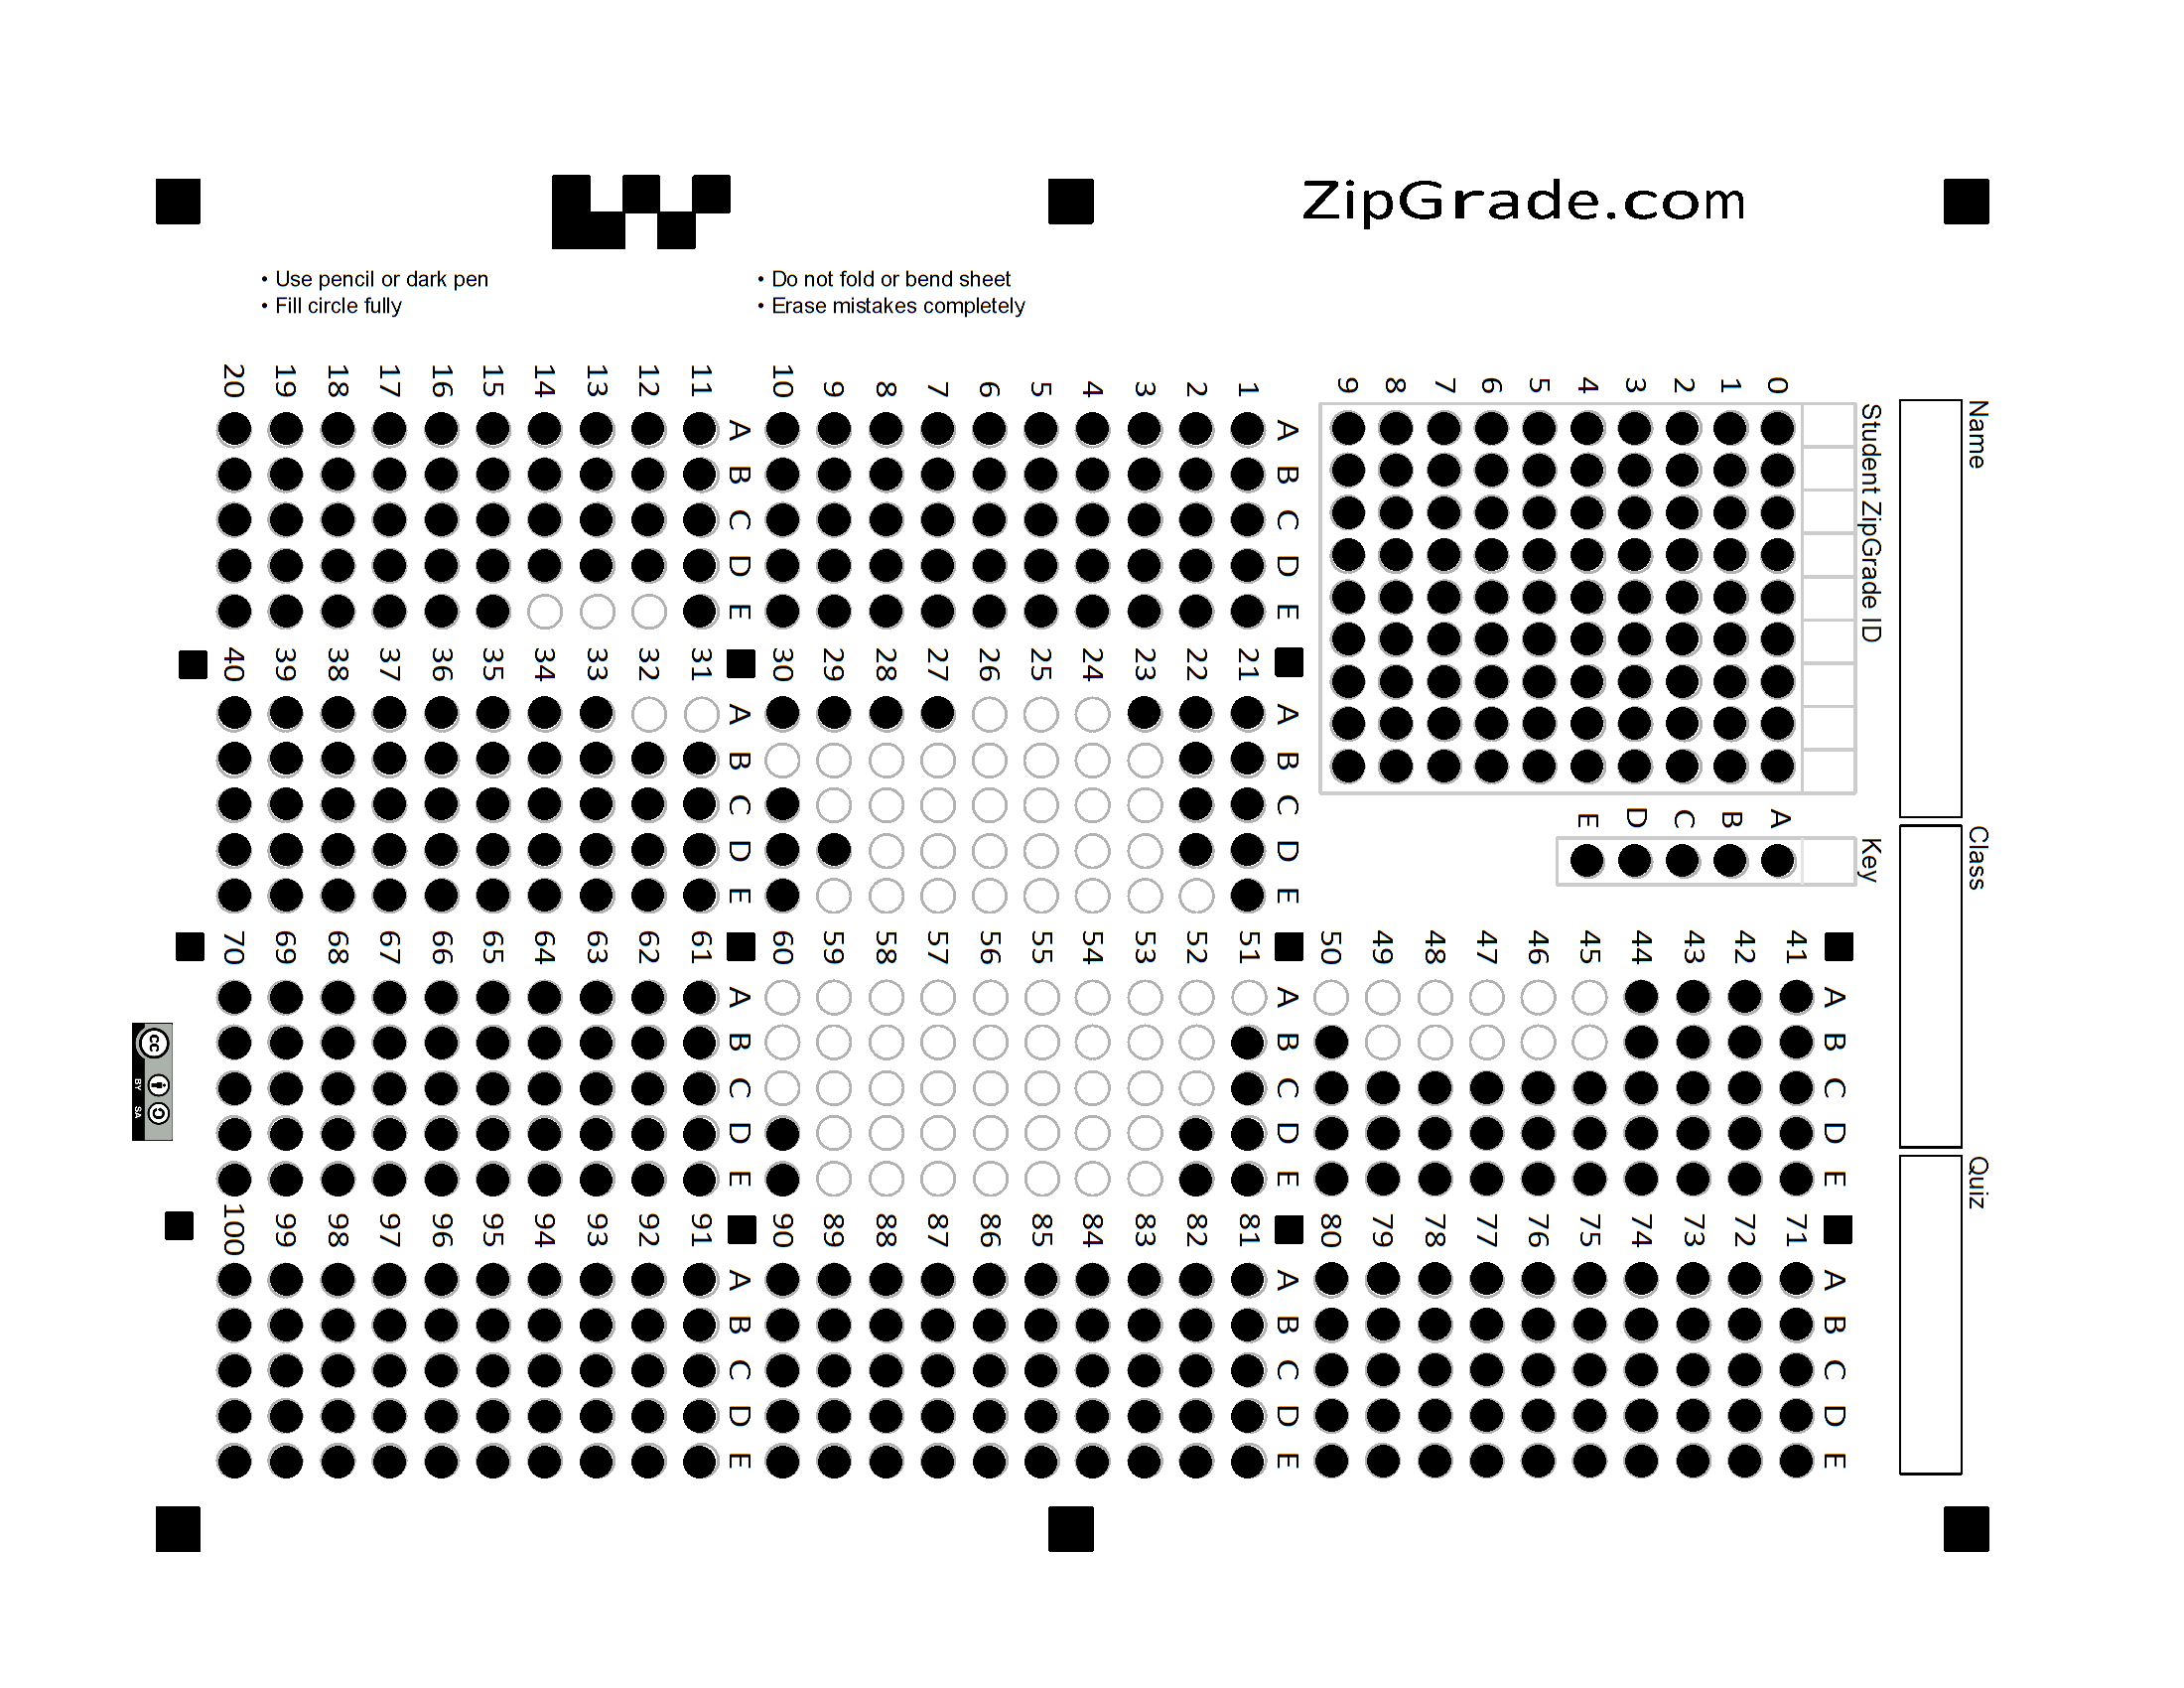 ZipGrade.com
• Use pencil or dark pen
• Fill circle fully
• Do not fold or bend sheet
• Erase mistakes completely
Name
Class
Quiz
Student ZipGrade ID
0 1 2 3 4 5 6 7 8 9
Key
A B C D E
A B C D E
1 2 3 4 5 6 7 8 9 10
A B C D E
11 12 13 14 15 16 17 18 19 20
A B C D E
21 22 23 24 25 26 27 28 29 30
A B C D E
31 32 33 34 35 36 37 38 39 40
A B C D E
41 42 43 44 45 46 47 48 49 50
A B C D E
51 52 53 54 55 56 57 58 59 60
A B C D E
61 62 63 64 65 66 67 68 69 70
A B C D E
71 72 73 74 75 76 77 78 79 80
A B C D E
81 82 83 84 85 86 87 88 89 90
A B C D E
91 92 93 94 95 96 97 98 99 100
A B C D E
cc
BY SA